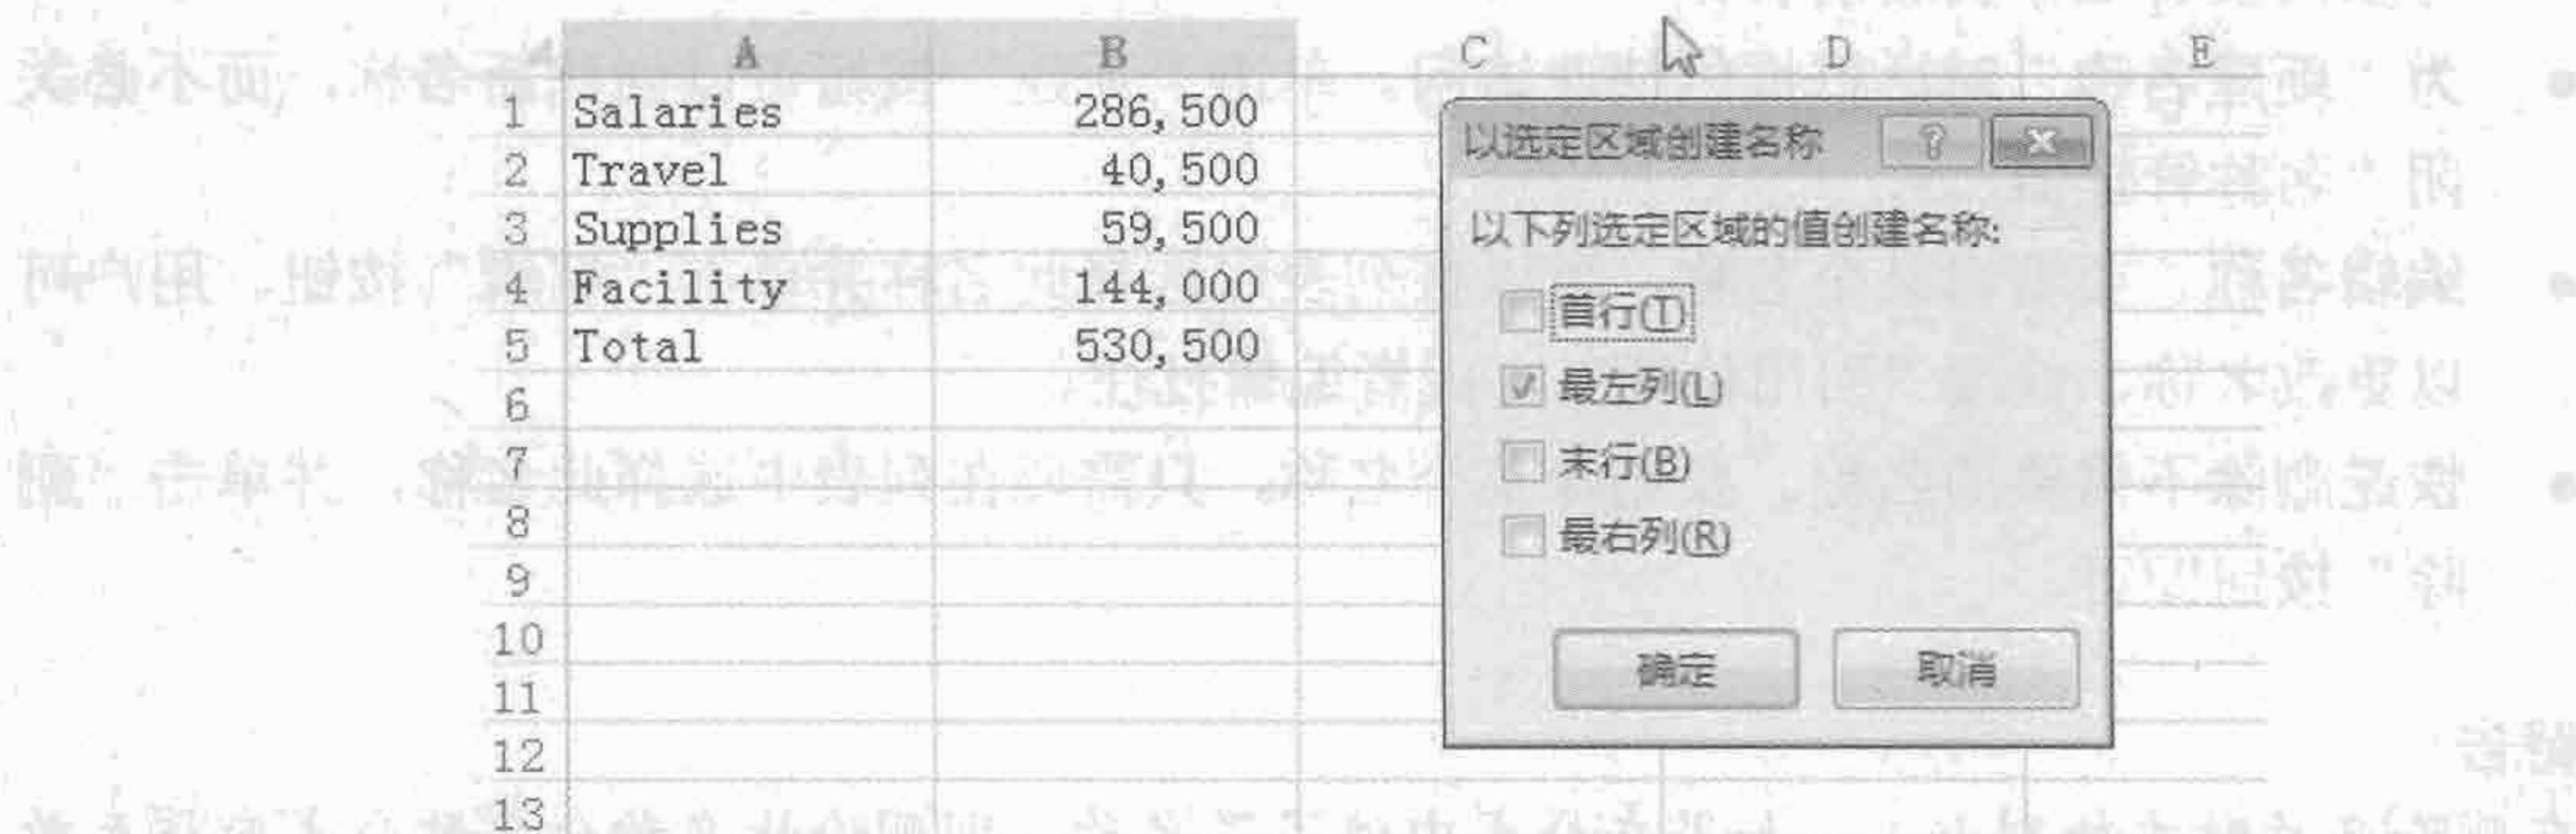 A B C D E
1 Salaries 286,500
2 Travel 40,500
3 Supplies 59,500
4 Facility 144,000
5 Total 530,500
6
7
8
9
10
11
12
13
以选定区域创建名称
以下列选定区域的值创建名称:
首行(T)
最左列(L)
末行(B)
最右列(R)
确定 取消